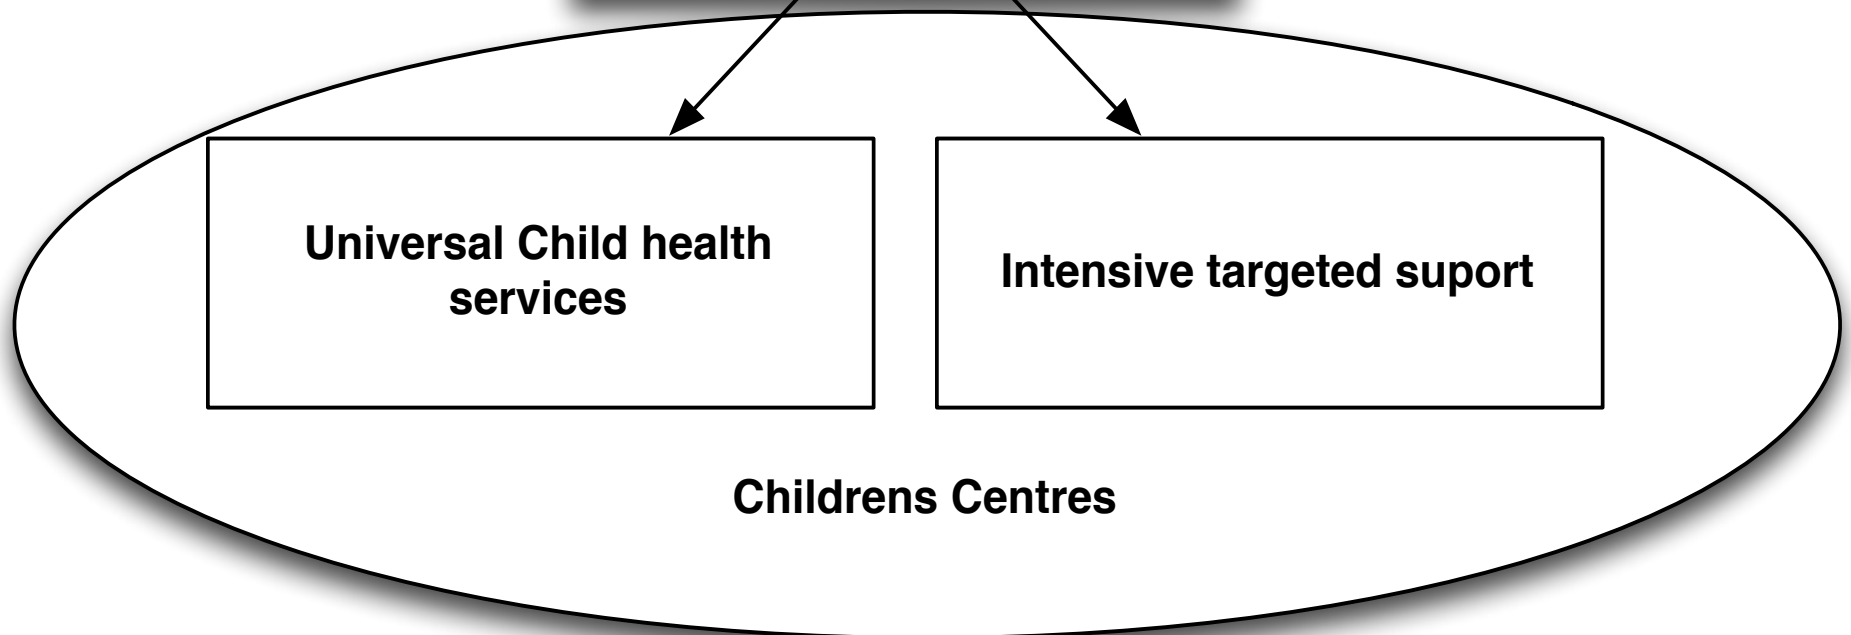 Universal Child health
services
Intensive targeted suport
Childrens Centres